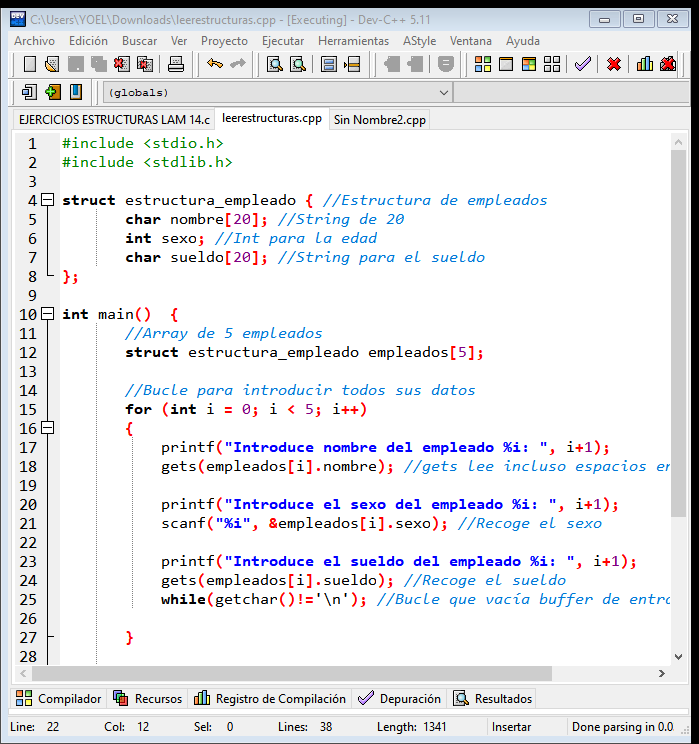 C:\Users\YOEL\Downloads\leerestructuras.cpp - [Executing] - Dev-C++ 5.11
Archivo Edición Buscar Ver Proyecto Ejecutar Herramientas AStyle Ventana Ayuda
(globals)
EJERCICIOS ESTRUCTURAS LAM 14.c leerestructuras.cpp Sin Nombre2.cpp
1 #include <stdio.h>
2 #include <stdlib.h>
3
4 struct estructura_empleado { //Estructura de empleados
5 char nombre[20]; //String de 20
6 int sexo; //Int para la edad
7 char sueldo[20]; //String para el sueldo
8 };
9
10 int main() {
11 //Array de 5 empleados
12 struct estructura_empleado empleados[5];
13
14 //Bucle para introducir todos sus datos
15 for (int i = 0; i < 5; i++)
16 {
17 printf("Introduce nombre del empleado %i: ", i+1);
18 gets(empleados[i].nombre); //gets lee incluso espacios en
19
20 printf("Introduce el sexo del empleado %i: ", i+1);
21 scanf("%i", &empleados[i].sexo); //Recoge el sexo
22
23 printf("Introduce el sueldo del empleado %i: ", i+1);
24 gets(empleados[i].sueldo); //Recoge el sueldo
25 while(getchar()!='\n'); //Bucle que vacía buffer de entra
26
27 }
28
Compilador Recursos Registro de Compilación Depuración Resultados
Line: 22 Col: 12 Sel: 0 Lines: 38 Length: 1341 Insertar Done parsing in 0.0